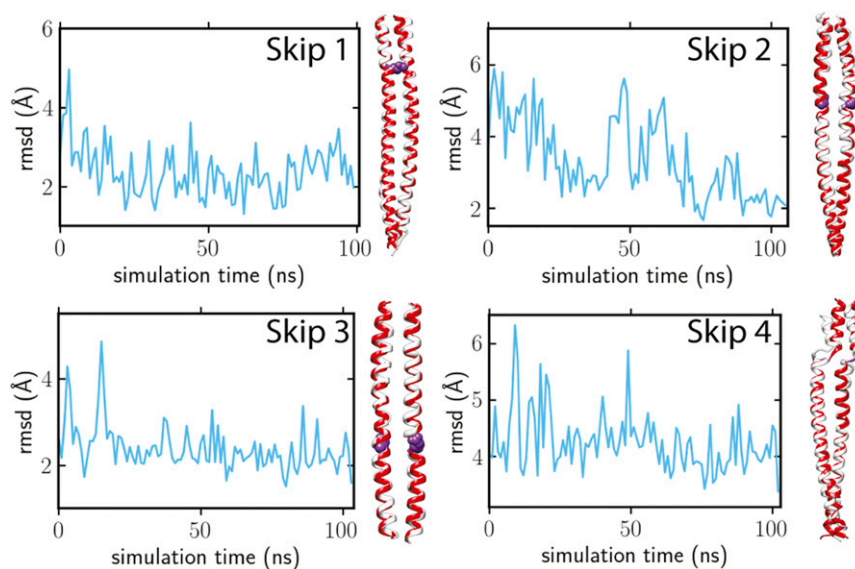 Skip 1
6
4
2
rmsd (Å)
0
50
100
simulation time (ns)
Skip 2
6
4
2
rmsd (Å)
0
50
100
simulation time (ns)
Skip 3
4
2
rmsd (Å)
0
50
100
simulation time (ns)
Skip 4
6
5
4
rmsd (Å)
0
50
100
simulation time (ns)